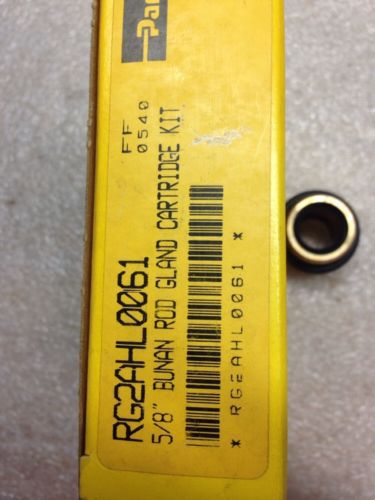 Par
FF
0540
RG2AHL0061
5/8" BUNAN ROD GLAND CARTRIDGE KIT
* RG2AHL0061 *